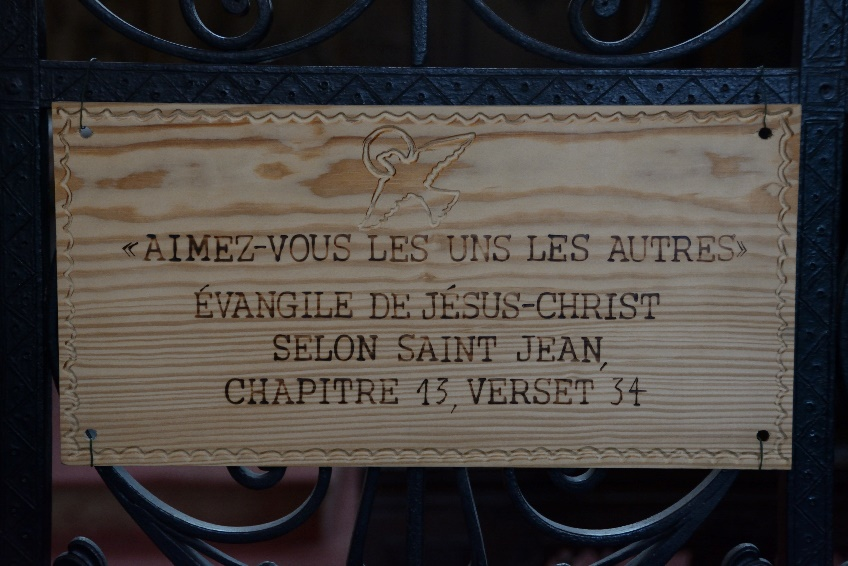 «AIMEZ-VOUS LES UNS LES AUTRES»
ÉVANGILE DE JÉSUS-CHRIST
SELON SAINT JEAN,
CHAPITRE 13, VERSET 34